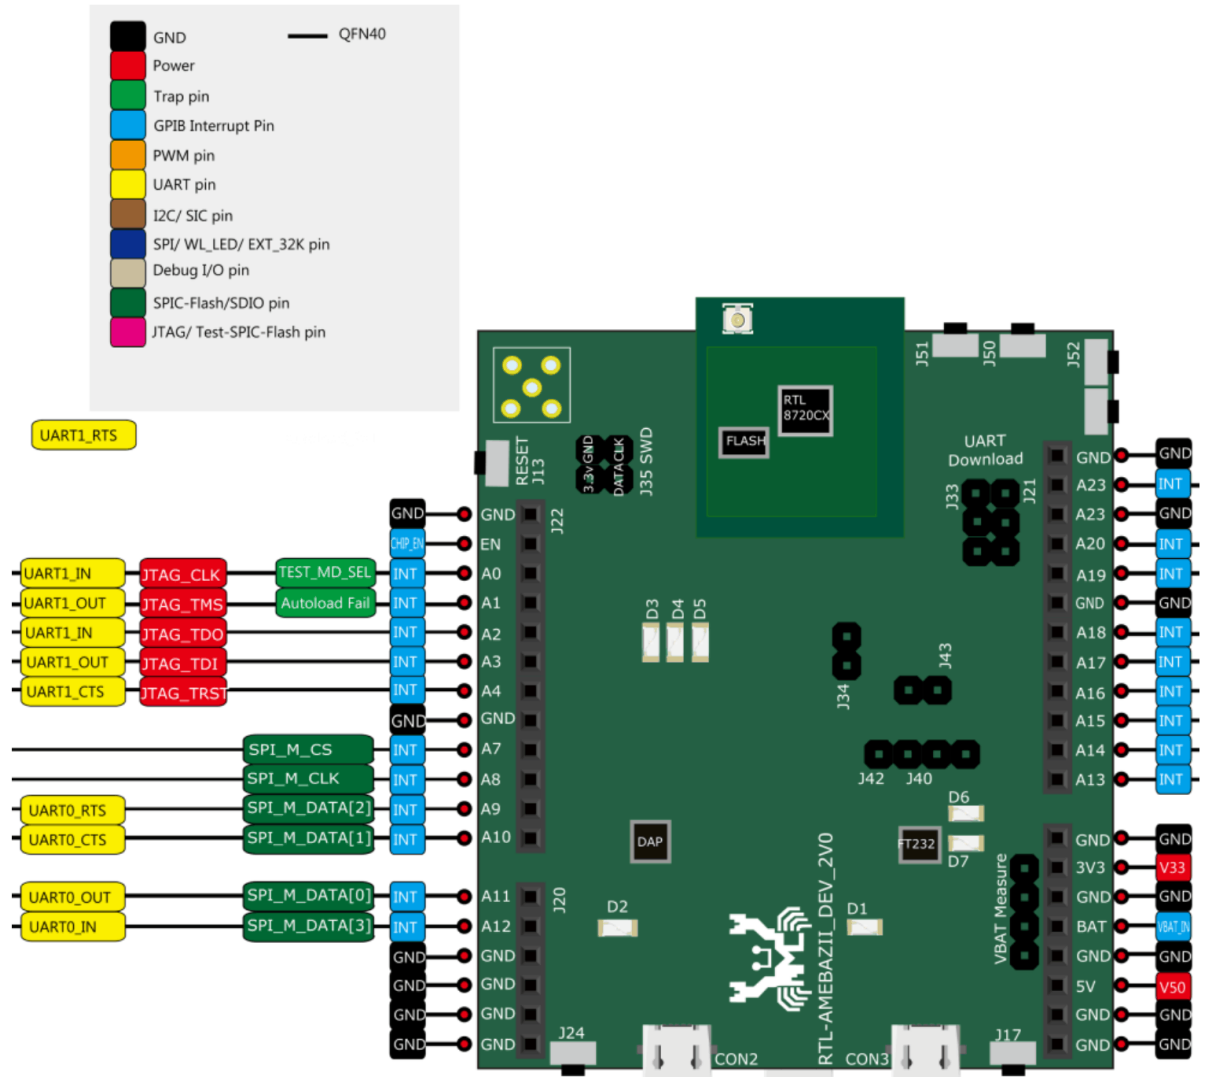 GND
QFN40
Power
Trap pin
GPIB Interrupt Pin
PWM pin
UART pin
I2C/ SIC pin
SPI/ WL_LED/ EXT_32K pin
Debug I/O pin
SPIC-Flash/SDIO pin
JTAG/ Test-SPIC-Flash pin
UART1_RTS
GND GND
CHIP_EN EN
UART1_IN JTAG_CLK TEST_MD_SEL INT A0
UART1_OUT JTAG_TMS Autoload Fail INT A1
UART1_IN JTAG_TDO INT A2
UART1_OUT JTAG_TDI INT A3
UART1_CTS JTAG_TRST INT A4
GND GND
SPI_M_CS INT A7
SPI_M_CLK INT A8
UART0_RTS SPI_M_DATA[2] INT A9
UART0_CTS SPI_M_DATA[1] INT A10
UART0_OUT SPI_M_DATA[0] INT A11
UART0_IN SPI_M_DATA[3] INT A12
GND GND
GND GND
GND GND
GND GND
RESET
J13
J22
J20
3.3v GND
DATA CLK
J35 SWD
RTL
8720CX
FLASH
J51
J50
J52
UART
Download
J33
J21
D3
D4
D5
J34
J43
J42
J40
D6
D7
DAP
FT232
D2
D1
RTL-AMEBAZII_DEV_2V0
VBAT Measure
J24
CON2
CON3
J17
GND GND
A23 INT
A23 GND
A20 INT
A19 INT
GND GND
A18 INT
A17 INT
A16 INT
A15 INT
A14 INT
A13 INT
GND GND
3V3 V33
GND GND
BAT VBAT_IN
GND GND
5V V50
GND GND
GND GND